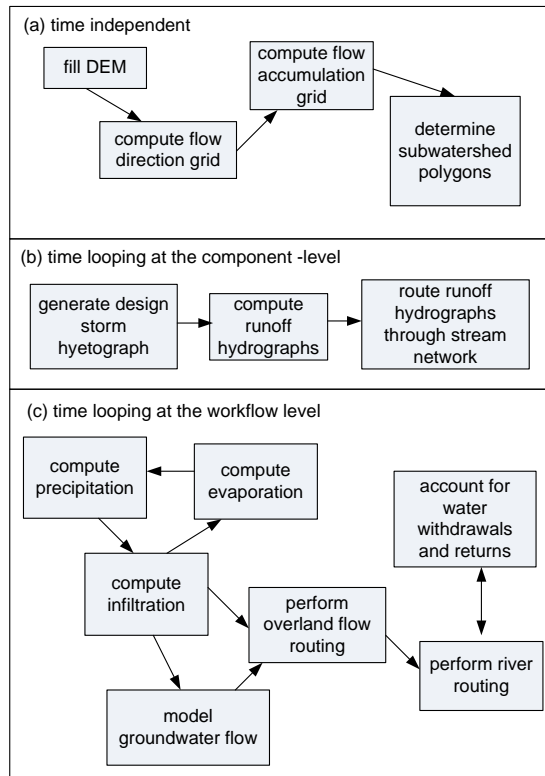 (a) time independent
fill DEM
compute flow
direction grid
compute flow
accumulation
grid
determine
subwatershed
polygons
(b) time looping at the component -level
generate design
storm
hyetograph
compute
runoff
hydrographs
route runoff
hydrographs
through stream
network
(c) time looping at the workflow level
compute
precipitation
compute
evaporation
account for
water
withdrawals
and returns
compute
infiltration
perform
overland flow
routing
perform river
routing
model
groundwater flow